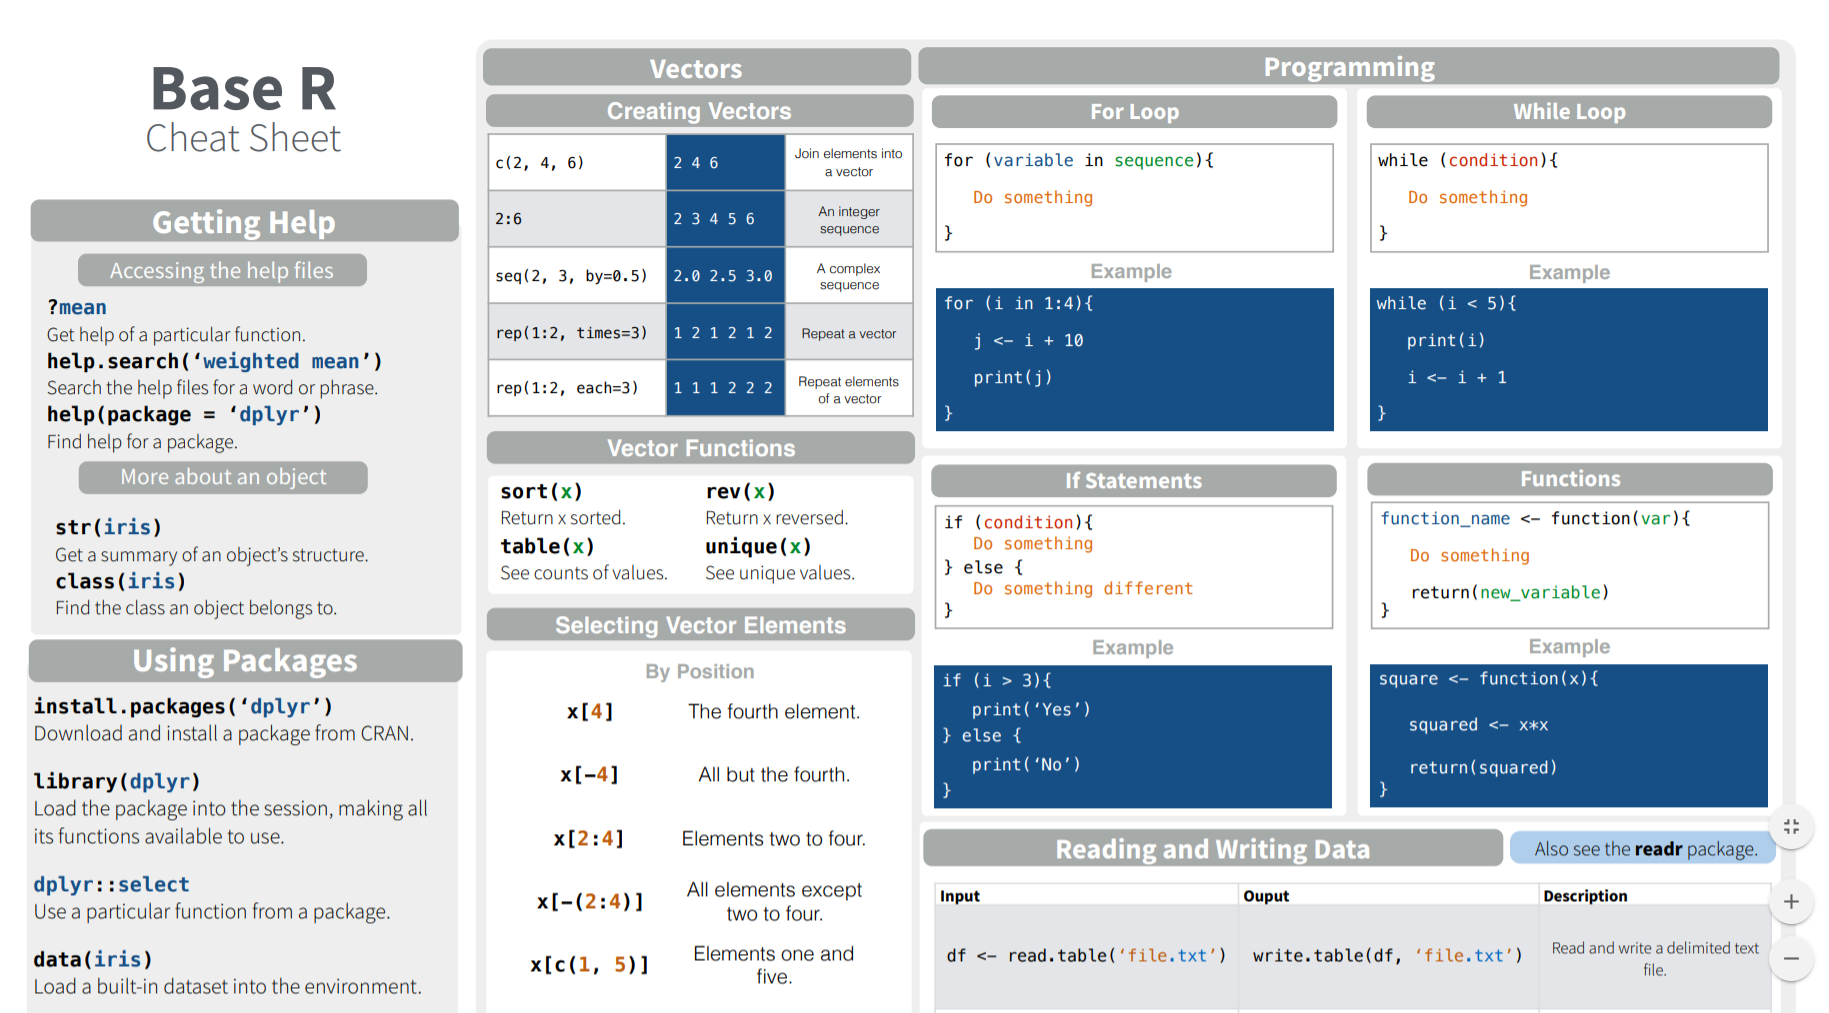 Base R
Cheat Sheet
Getting Help
Accessing the help files
?mean
Get help of a particular function.
help.search(‘weighted mean’)
Search the help files for a word or phrase.
help(package = ‘dplyr’)
Find help for a package.
More about an object
str(iris)
Get a summary of an object’s structure.
class(iris)
Find the class an object belongs to.
Using Packages
install.packages(‘dplyr’)
Download and install a package from CRAN.
library(dplyr)
Load the package into the session, making all
its functions available to use.
dplyr::select
Use a particular function from a package.
data(iris)
Load a built-in dataset into the environment.
Vectors
Creating Vectors
c(2, 4, 6) 2 4 6 Join elements into
a vector
2:6 2 3 4 5 6 An integer
sequence
seq(2, 3, by=0.5) 2.0 2.5 3.0 A complex
sequence
rep(1:2, times=3) 1 2 1 2 1 2 Repeat a vector
rep(1:2, each=3) 1 1 1 2 2 2 Repeat elements
of a vector
Vector Functions
sort(x) rev(x)
Return x sorted. Return x reversed.
table(x) unique(x)
See counts of values. See unique values.
Selecting Vector Elements
By Position
x[4] The fourth element.
x[-4] All but the fourth.
x[2:4] Elements two to four.
x[-(2:4)] All elements except
two to four.
x[c(1, 5)] Elements one and
five.
Programming
For Loop
for (variable in sequence){
Do something
}
Example
for (i in 1:4){
j <- i + 10
print(j)
}
While Loop
while (condition){
Do something
}
Example
while (i < 5){
print(i)
i <- i + 1
}
If Statements
if (condition){
Do something
} else {
Do something different
}
Example
if (i > 3){
print(‘Yes’)
} else {
print(‘No’)
}
Functions
function_name <- function(var){
Do something
return(new_variable)
}
Example
square <- function(x){
squared <- x*x
return(squared)
}
Reading and Writing Data
Also see the readr package.
Input Ouput Description
df <- read.table(‘file.txt’) write.table(df, ‘file.txt’) Read and write a delimited text
file.